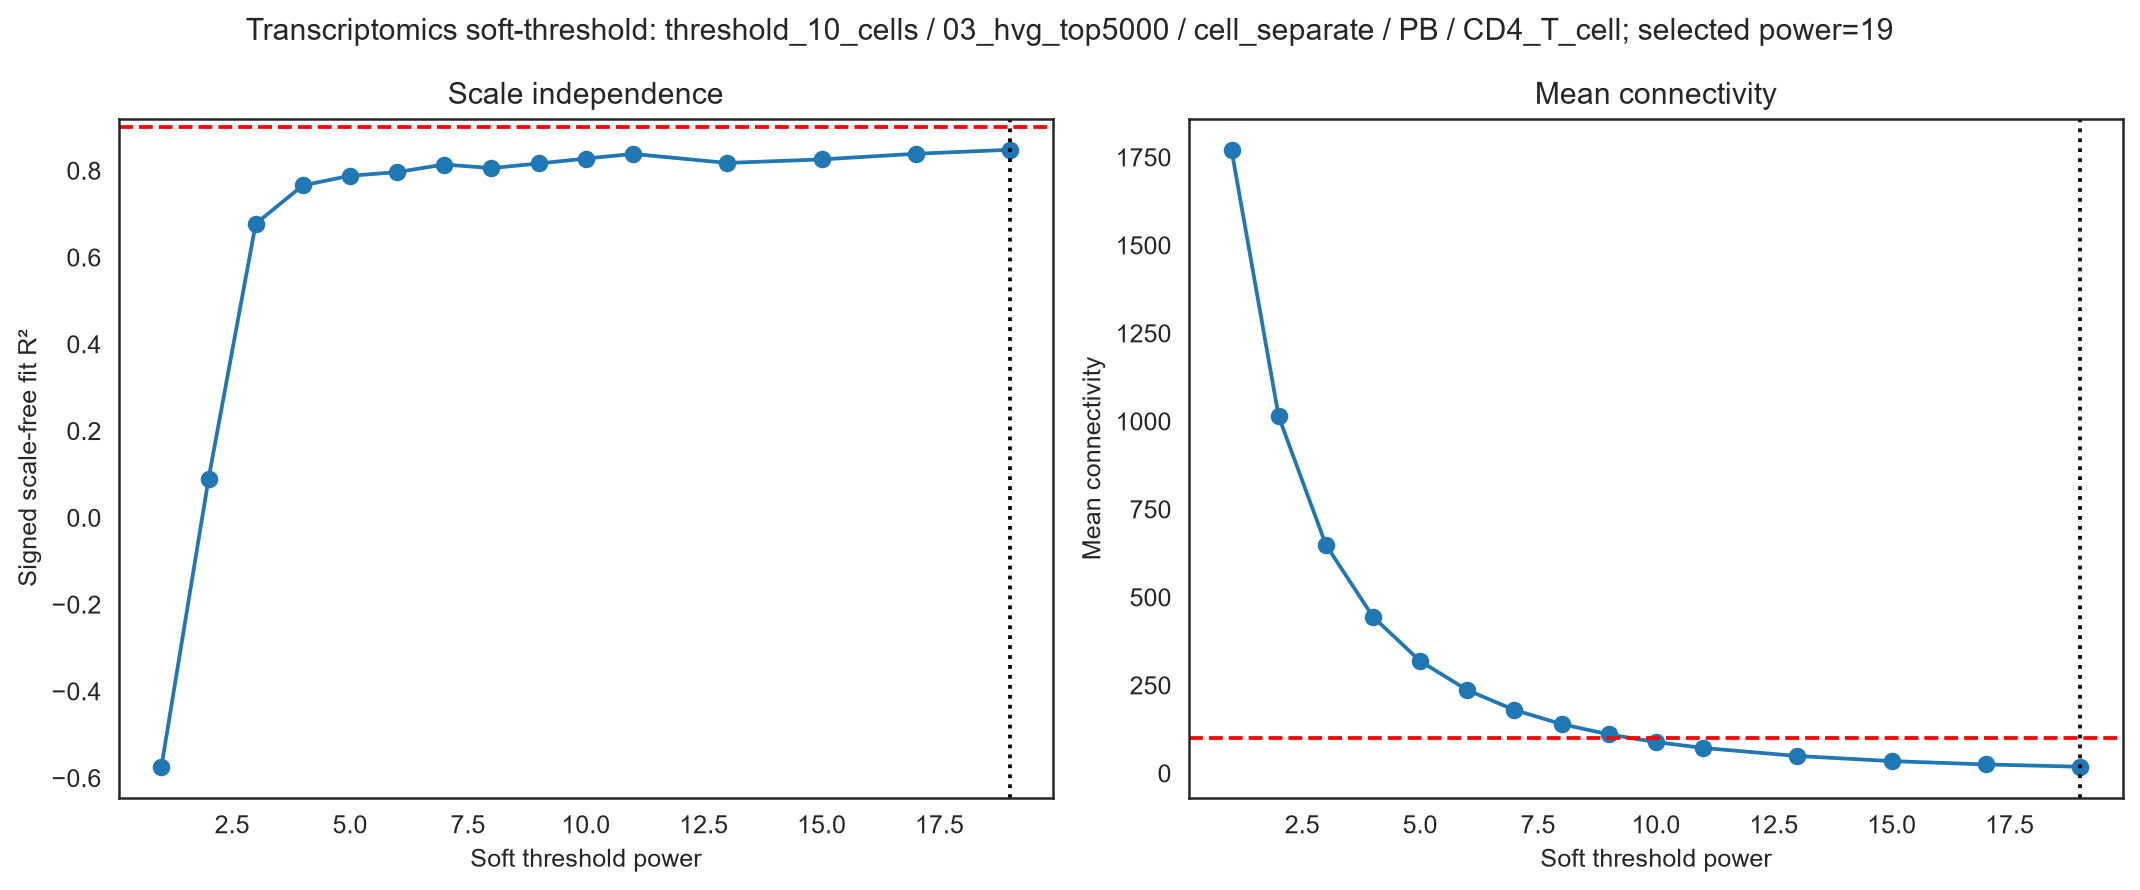 Transcriptomics soft-threshold: threshold_10_cells / 03_hvg_top5000 / cell_separate / PB / CD4_T_cell; selected power=19
Scale independence
Signed scale-free fit R²
0.8
0.6
0.4
0.2
0.0
−0.2
−0.4
−0.6
2.5 5.0 7.5 10.0 12.5 15.0 17.5
Soft threshold power
Mean connectivity
Mean connectivity
1750
1500
1250
1000
750
500
250
0
2.5 5.0 7.5 10.0 12.5 15.0 17.5
Soft threshold power